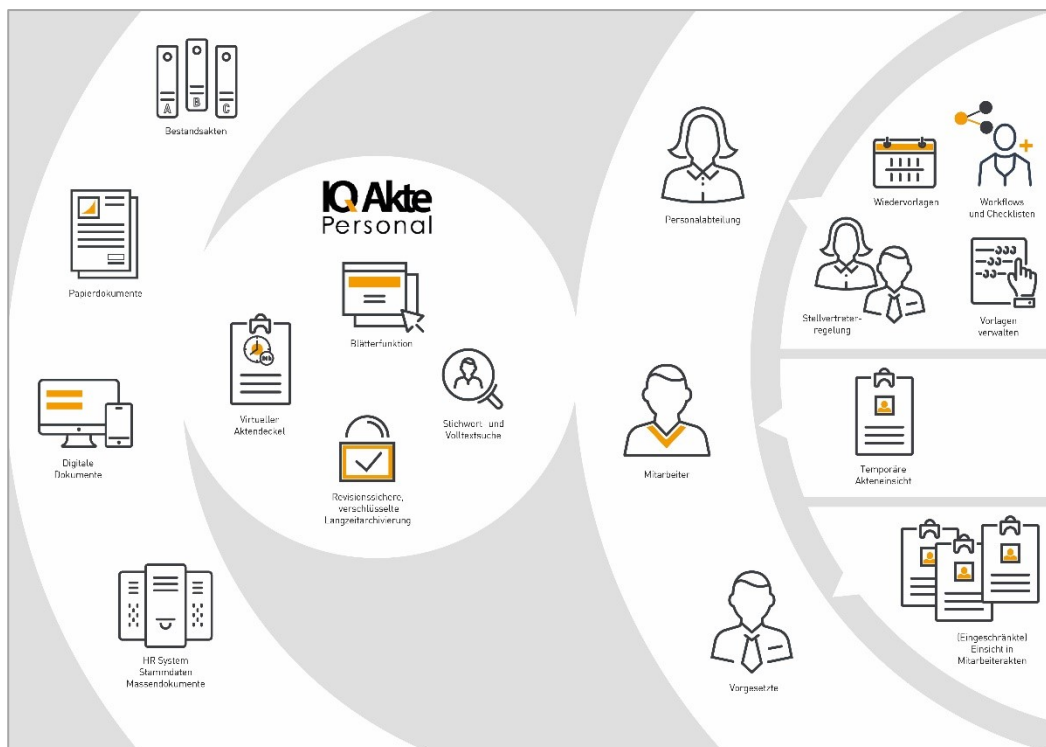 A
B
C
Bestandsakten
Papierdokumente
Digitale
Dokumente
HR System
Stammdaten
Massendokumente
IQ Akte
Personal
Blätterfunktion
24h
Virtueller
Aktendeckel
Stichwort- und
Volltextsuche
Revisionssichere,
verschlüsselte
Langzeitarchivierung
Personalabteilung
Mitarbeiter
Vorgesetzte
Wiedervorlagen
Workflows
und Checklisten
Stellvertreter-
regelung
Vorlagen
verwalten
Temporäre
Akteneinsicht
(Eingeschränkte)
Einsicht in
Mitarbeiterakten